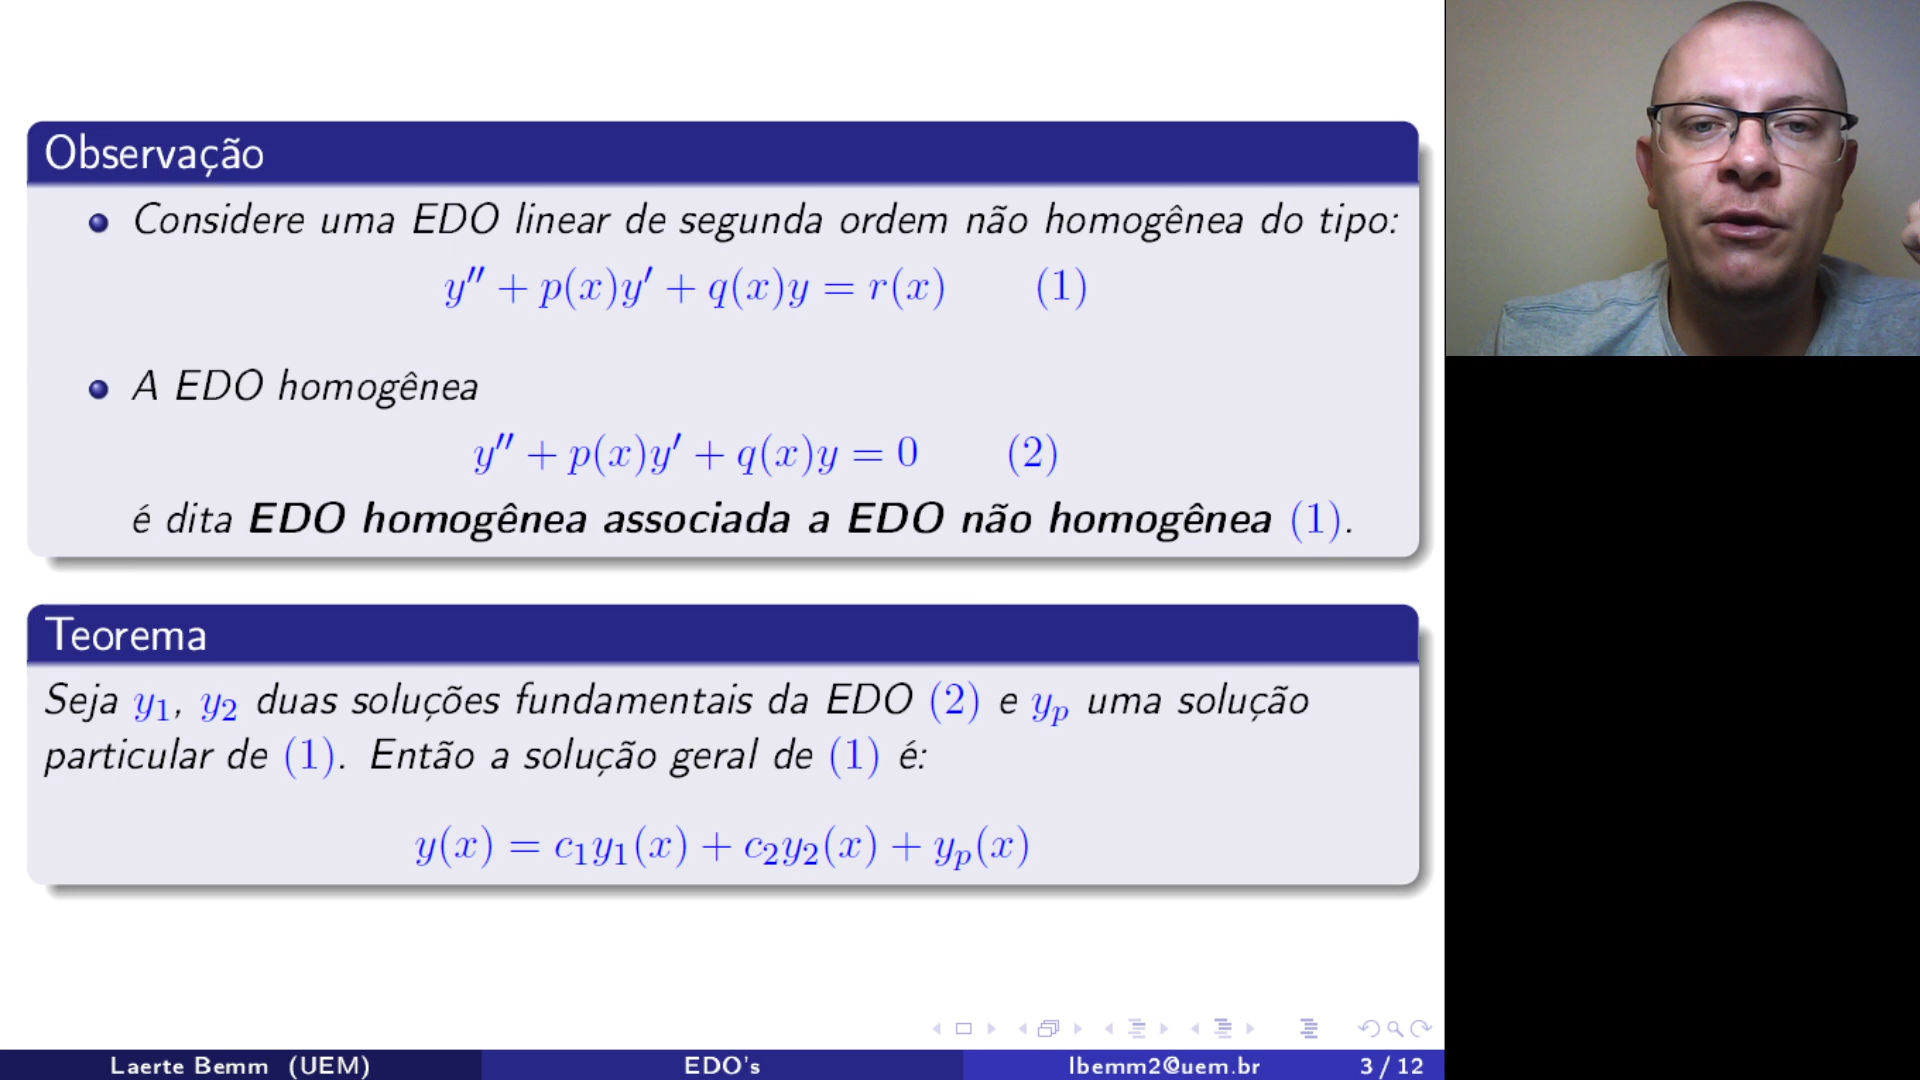 Observação
Considere uma EDO linear de segunda ordem não homogênea do tipo:
y'' + p(x)y' + q(x)y = r(x) (1)
A EDO homogênea
y'' + p(x)y' + q(x)y = 0 (2)
é dita EDO homogênea associada a EDO não homogênea (1).
Teorema
Seja y₁, y₂ duas soluções fundamentais da EDO (2) e yₚ uma solução
particular de (1). Então a solução geral de (1) é:
y(x) = c₁y₁(x) + c₂y₂(x) + yₚ(x)
Laerte Bemm (UEM) EDO's lbemm2@uem.br 3 / 12